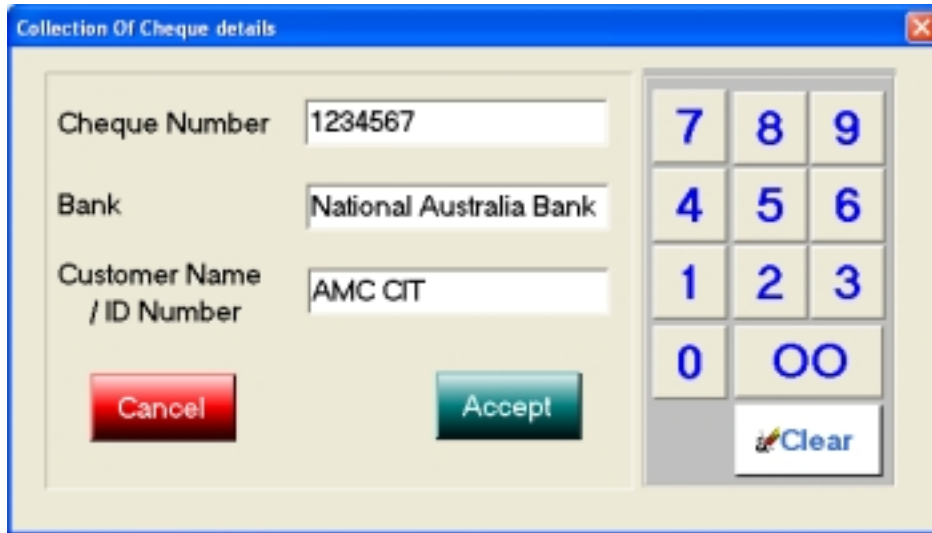 Collection Of Cheque details
Cheque Number 1234567
7 8 9
Bank National Australia Bank
4 5 6
Customer Name
/ ID Number
AMC CIT
1 2 3
0 00
Cancel Accept
Clear